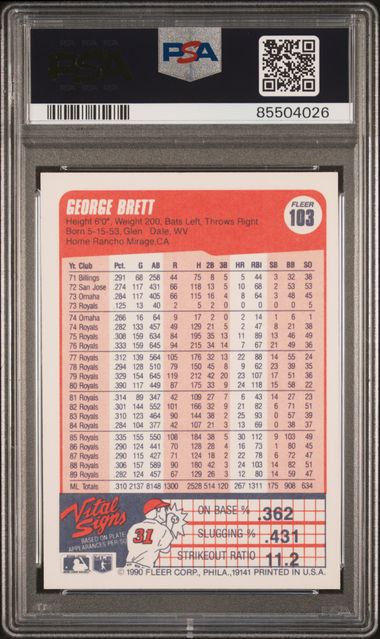 PSA PSA PSA
PSA
PSA
85504026
GEORGE BRETT
FLEER
103
Height 6'0", Weight 200, Bats Left, Throws Right
Born 5-15-53, Glen Dale, WV
Home Rancho Mirage, CA
Yr. Club Pct. G AB R H 2B 3B HR RBI SB BB SO
71 Billings .291 68 258 44 75 8 5 5 44 3 32 38
72 San Jose .274 117 431 66 118 13 5 10 68 2 53 53
73 Omaha .284 117 405 66 115 16 4 8 64 3 48 45
73 Royals .125 13 40 2 5 2 0 0 0 0 0 5
74 Omaha .266 16 64 9 17 2 0 2 14 1 6 1
74 Royals .282 133 457 49 129 21 5 2 47 8 21 38
75 Royals .308 159 634 84 195 35 13 11 89 13 46 49
76 Royals .333 159 645 94 215 34 14 7 67 21 49 36
77 Royals .312 139 564 105 176 32 13 22 88 14 55 24
78 Royals .294 128 510 79 150 45 8 9 62 23 39 35
79 Royals .329 154 645 119 212 42 20 23 107 17 51 36
80 Royals .390 117 449 87 175 33 9 24 118 15 58 22
81 Royals .314 89 347 42 109 27 7 6 43 14 27 23
82 Royals .301 144 552 101 166 32 9 21 82 6 71 51
83 Royals .310 123 464 90 144 38 2 25 93 0 57 39
84 Royals .284 104 377 42 107 21 3 13 69 0 38 37
85 Royals .335 155 550 108 184 38 5 30 112 9 103 49
86 Royals .290 124 441 70 128 28 4 16 73 1 80 45
87 Royals .290 115 427 71 124 18 2 22 78 6 72 47
88 Royals .306 157 589 90 180 42 3 24 103 14 82 51
89 Royals .282 124 457 67 129 26 3 12 80 14 59 47
ML Totals .310 2137 8148 1300 2528 514 120 267 1311 175 908 634
Vital Signs
BASED ON PLATE
APPEARANCES PER SO
31
ON BASE % .362
SLUGGING % .431
STRIKEOUT RATIO 11.2
© 1990 FLEER CORP., PHILA., 19141 PRINTED IN U.S.A.